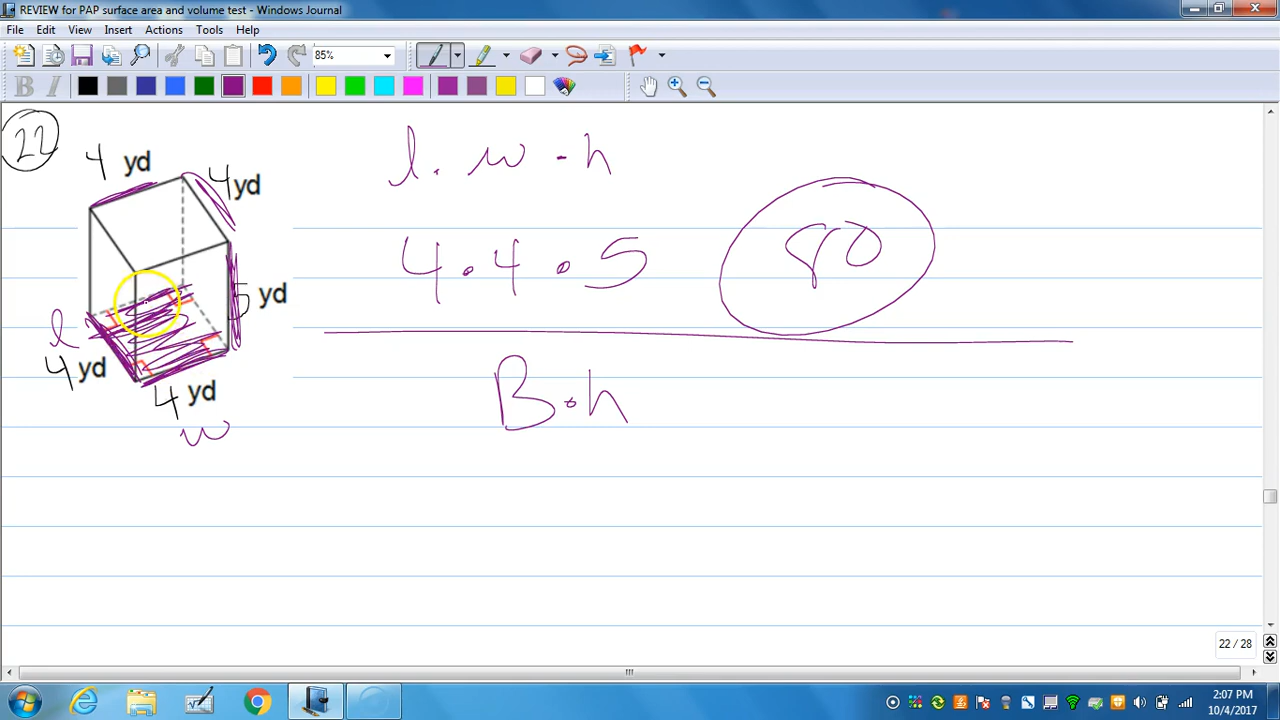 REVIEW for PAP surface area and volume test - Windows Journal
File Edit View Insert Actions Tools Help
85%
B I
22
4 yd
4 yd
5 yd
l
4 yd
4 yd
w
l · w · h
4 · 4 · 5
80
B · h
22 / 28
2:07 PM
10/4/2017